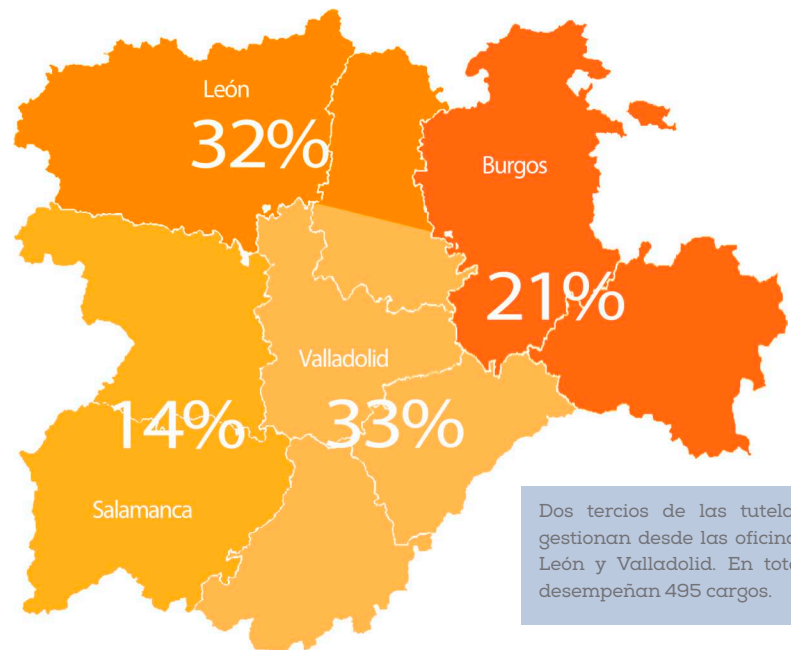 León
32%
Burgos
21%
Valladolid
33%
14%
Salamanca
Dos tercios de las
gestionan desde las
León y Valladolid. En
desempeñan 495 cargos.